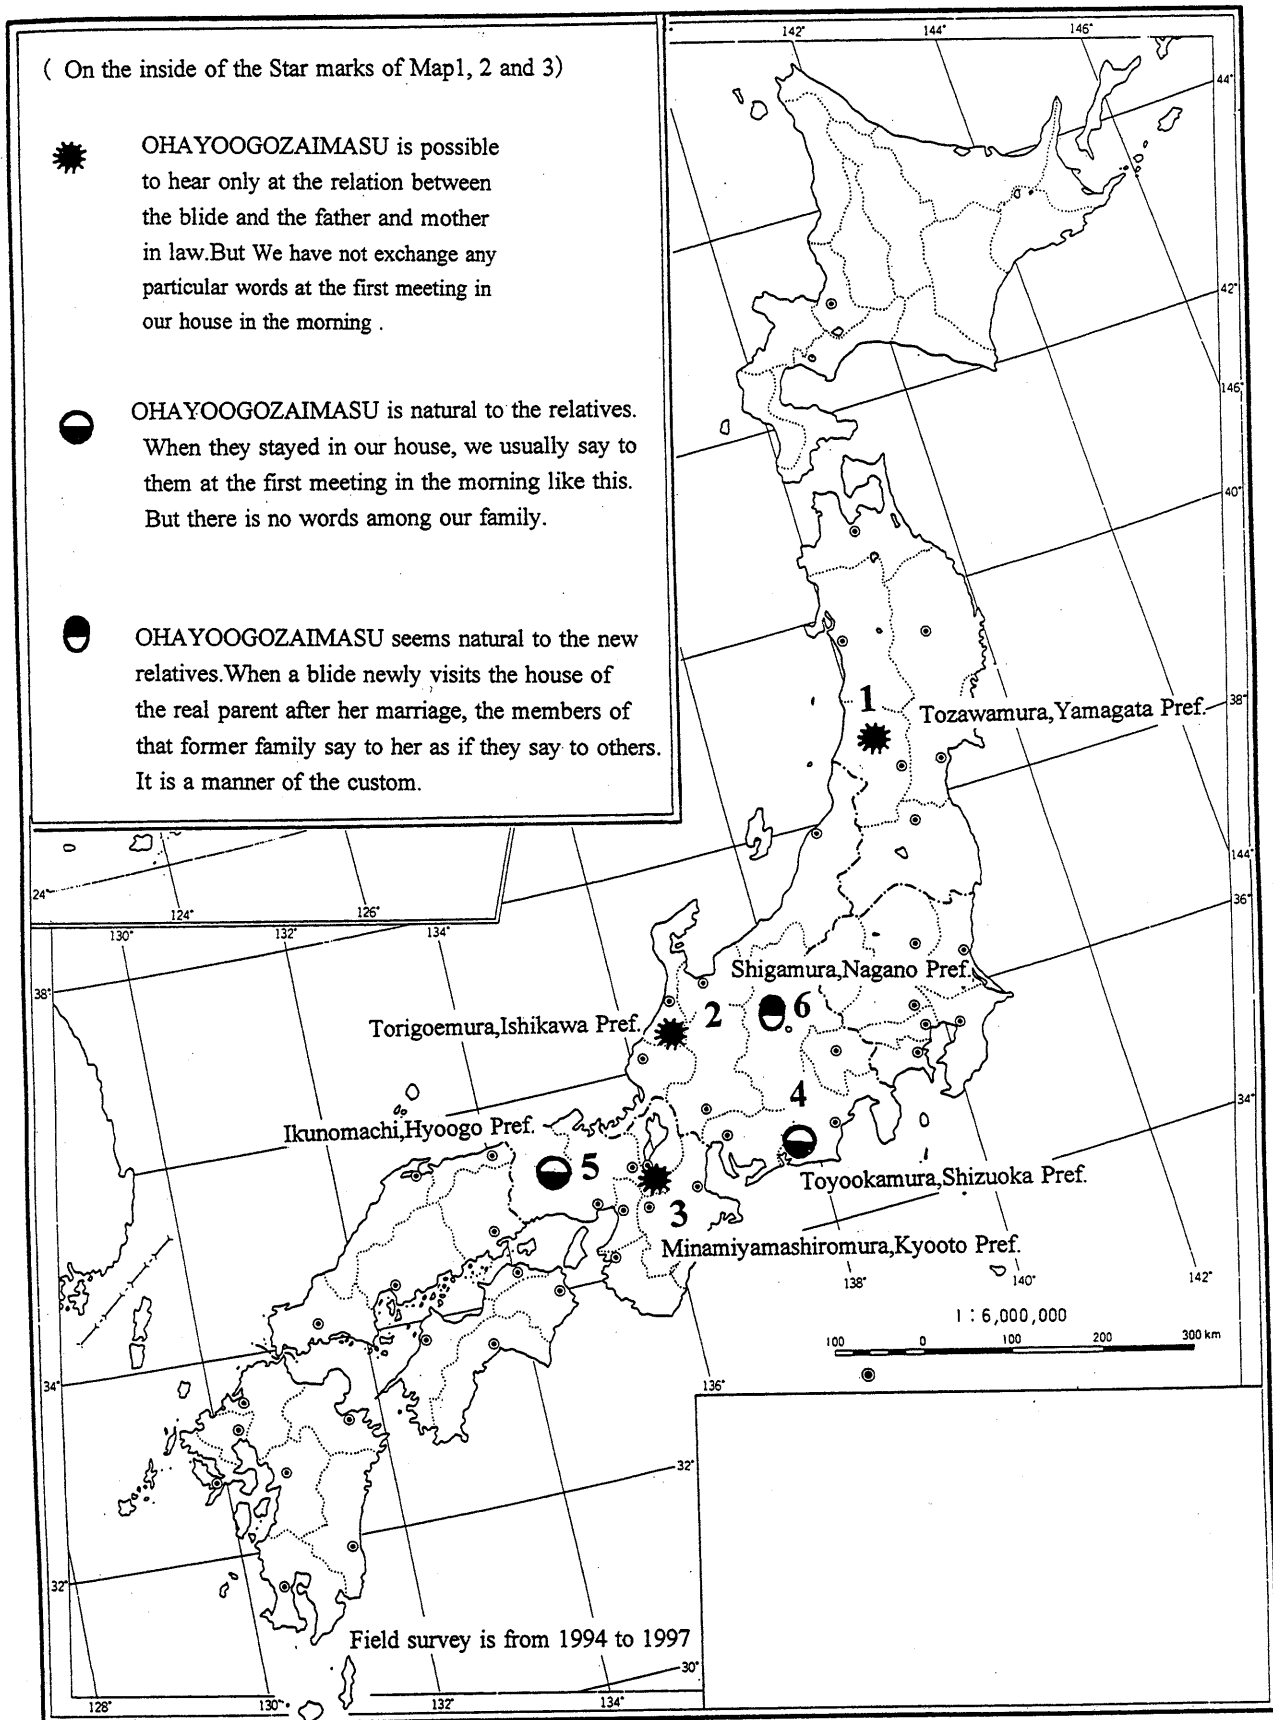 ( On the inside of the Star marks of Map1, 2 and 3)
OHAYOOGOZAIMASU is possible
to hear only at the relation between
the blide and the father and mother
in law.But We have not exchange any
particular words at the first meeting in
our house in the morning .
OHAYOOGOZAIMASU is natural to the relatives.
When they stayed in our house, we usually say to
them at the first meeting in the morning like this.
But there is no words among our family.
OHAYOOGOZAIMASU seems natural to the new
relatives.When a blide newly visits the house of
the real parent after her marriage, the members of
that former family say to her as if they say to others.
It is a manner of the custom.
142° 144° 146°
44°
42°
146°
40°
1
Tozawamura,Yamagata Pref.
38°
144°
36°
24°
124° 126°
130° 132° 134°
38°
Shigamura,Nagano Pref.
6
2
Torigoemura,Ishikawa Pref.
4
34°
Ikunomachi,Hyoogo Pref.
5
Toyookamura,Shizuoka Pref.
3
Minamiyamashiromura,Kyooto Pref.
138° 140° 142°
1 : 6,000,000
100 0 100 200 300 km
34°
136°
32°
32°
Field survey is from 1994 to 1997
30°
128° 130° 132° 134°